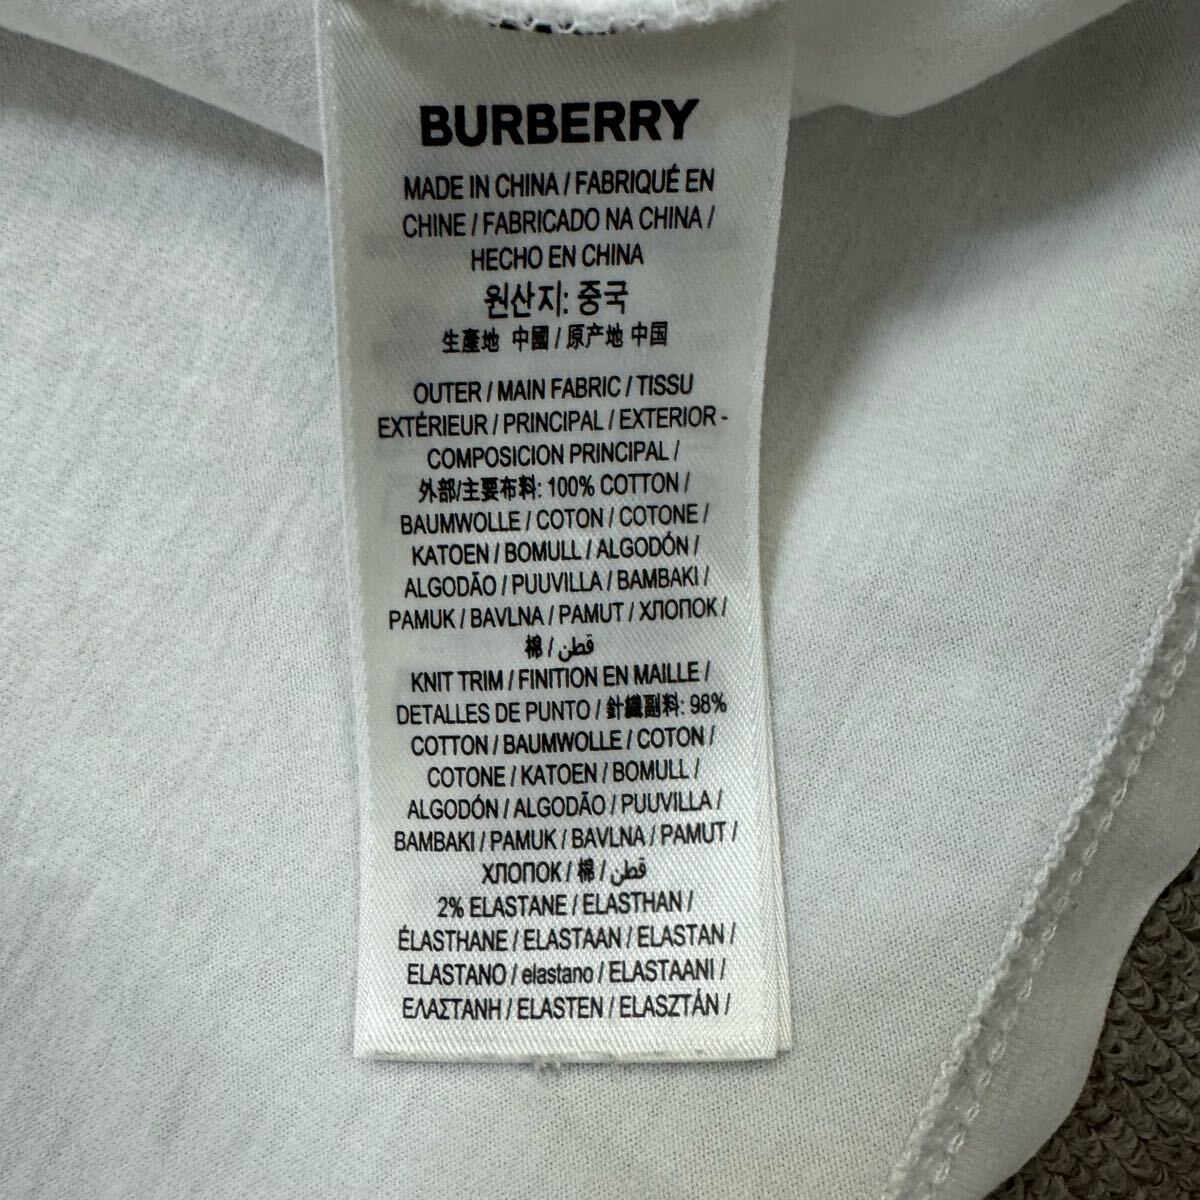 BURBERRY
MADE IN CHINA / FABRIQUÉ EN
CHINE / FABRICADO NA CHINA /
HECHO EN CHINA
원산지: 중국
生產地 中國 / 原产地 中国
OUTER / MAIN FABRIC / TISSU
EXTÉRIEUR / PRINCIPAL / EXTERIOR -
COMPOSICION PRINCIPAL /
外部/主要布料: 100% COTTON /
BAUMWOLLE / COTON / COTONE /
KATOEN / BOMULL / ALGODÓN /
ALGODÃO / PUUVILLA / BAMBAKI /
PAMUK / BAVLNA / PAMUT / ХЛОПОК /
棉 / قطن
KNIT TRIM / FINITION EN MAILLE /
DETALLES DE PUNTO / 針織副料: 98%
COTTON / BAUMWOLLE / COTON /
COTONE / KATOEN / BOMULL /
ALGODÓN / ALGODÃO / PUUVILLA /
BAMBAKI / PAMUK / BAVLNA / PAMUT /
ХЛОПОК / 棉 / قطن /
2% ELASTANE / ELASTHAN /
ÉLASTHANE / ELASTAAN / ELASTAN /
ELASTANO / elastano / ELASTAANI /
ΕΛΑΣΤΑΝΗ / ELASTEN / ELASZTÁN /